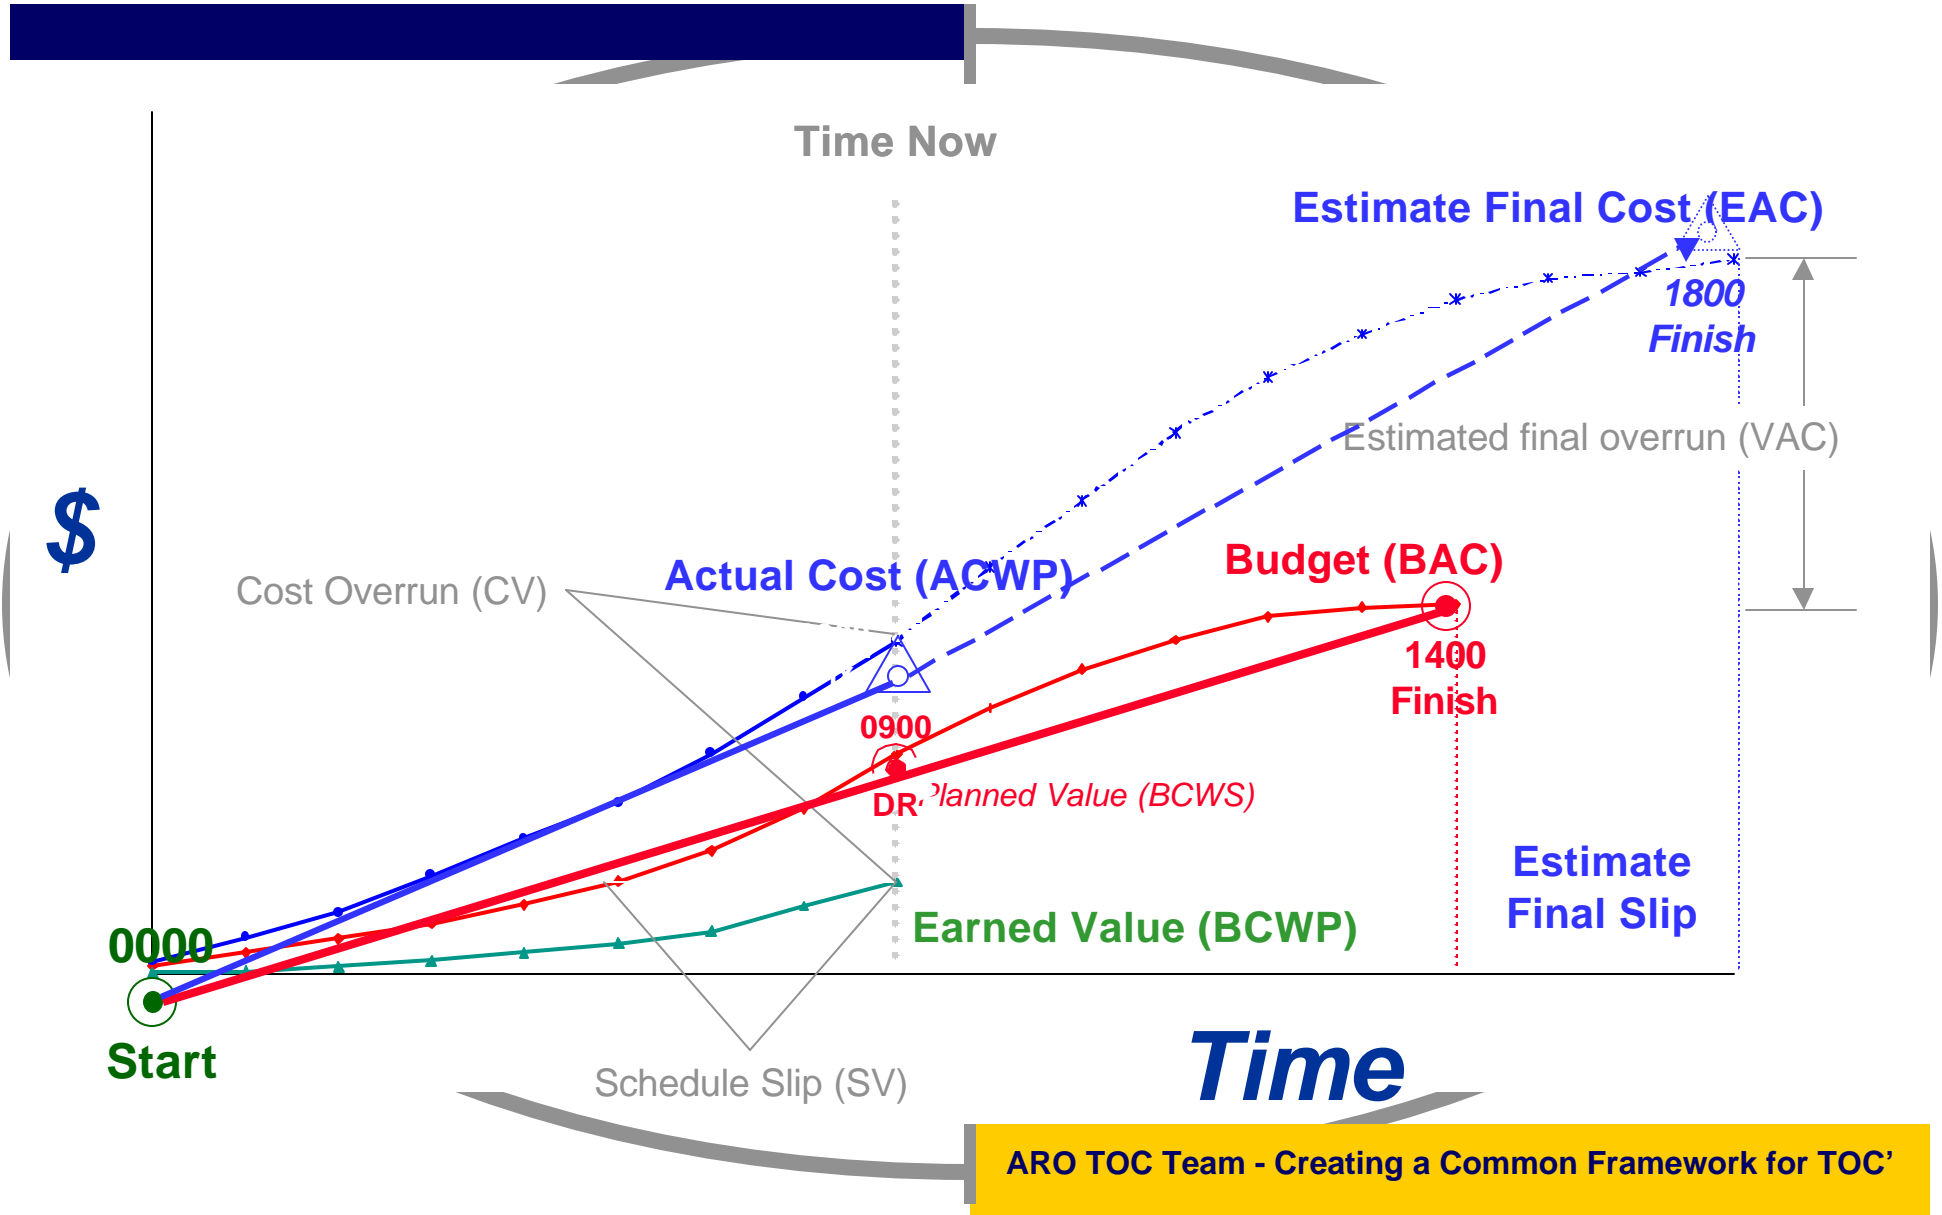 Time Now
Estimate Final Cost (EAC)
1800
Finish
Estimated final overrun (VAC)
$
Cost Overrun (CV)
Actual Cost (ACWP)
Budget (BAC)
1400
Finish
0900
Planned Value (BCWS)
0000
Earned Value (BCWP)
Estimate
Final Slip
Start
Schedule Slip (SV)
Time
ARO TOC Team - Creating a Common Framework for TOC’